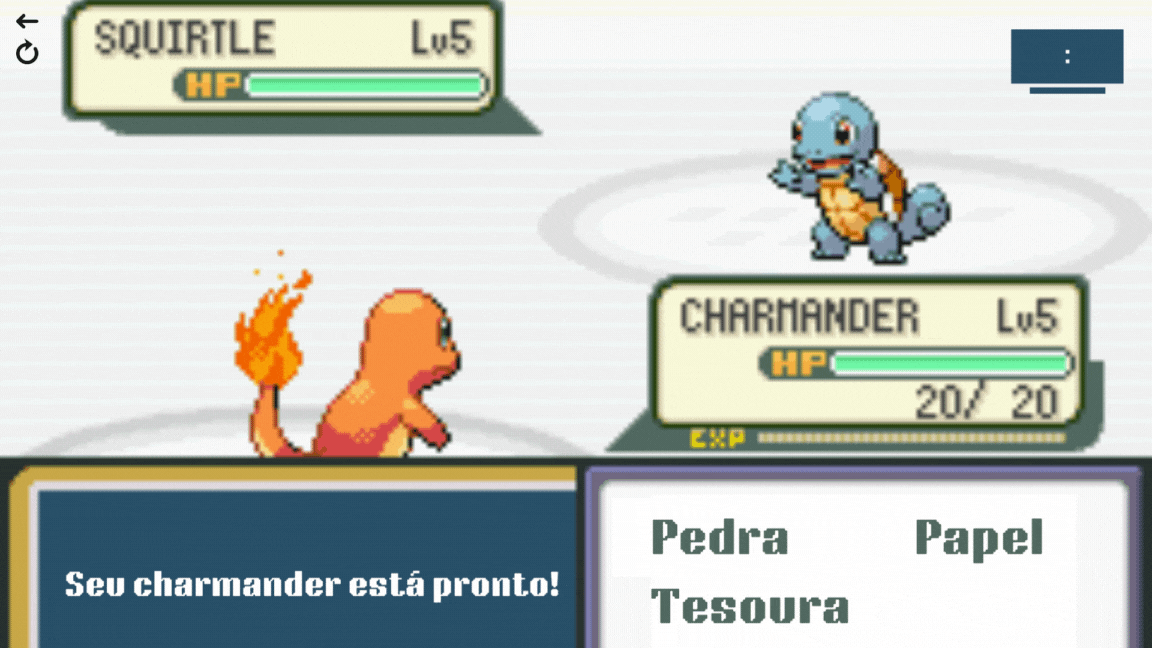 SQUIRTLE Lv5
HP
:
CHARMANDER Lv5
HP
20/ 20
EXP
Seu charmander está pronto!
Pedra Papel
Tesoura